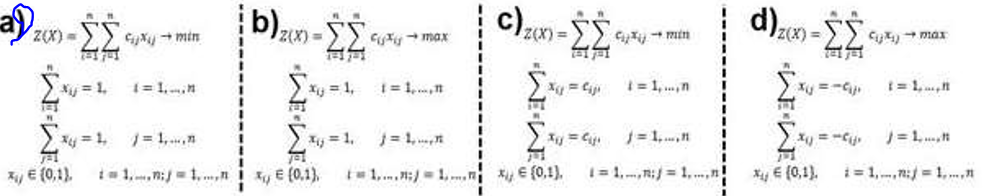 a) Z(X) = ∑_{i=1}^{n} ∑_{j=1}^{n} c_{ij}x_{ij} → min
∑_{i=1}^{n} x_{ij} = 1, i = 1, ..., n
∑_{j=1}^{n} x_{ij} = 1, j = 1, ..., n
x_{ij} ∈ {0,1}, i = 1, ..., n; j = 1, ..., n
b) Z(X) = ∑_{i=1}^{n} ∑_{j=1}^{n} c_{ij}x_{ij} → max
∑_{i=1}^{n} x_{ij} = 1, i = 1, ..., n
∑_{j=1}^{n} x_{ij} = 1, j = 1, ..., n
x_{ij} ∈ {0,1}, i = 1, ..., n; j = 1, ..., n
c) Z(X) = ∑_{i=1}^{n} ∑_{j=1}^{n} c_{ij}x_{ij} → min
∑_{i=1}^{n} x_{ij} = c_{ij}, i = 1, ..., n
∑_{j=1}^{n} x_{ij} = c_{ij}, j = 1, ..., n
x_{ij} ∈ {0,1}, i = 1, ..., n; j = 1, ..., n
d) Z(X) = ∑_{i=1}^{n} ∑_{j=1}^{n} c_{ij}x_{ij} → max
∑_{i=1}^{n} x_{ij} = −c_{ij}, i = 1, ..., n
∑_{j=1}^{n} x_{ij} = −c_{ij}, j = 1, ..., n
x_{ij} ∈ {0,1}, i = 1, ..., n; j = 1, ..., n